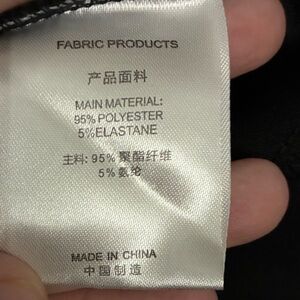 FABRIC PRODUCTS
产品面料
MAIN MATERIAL:
95% POLYESTER
5%ELASTANE
主料: 95% 聚酯纤维
5% 氨纶
MADE IN CHINA
中国制造